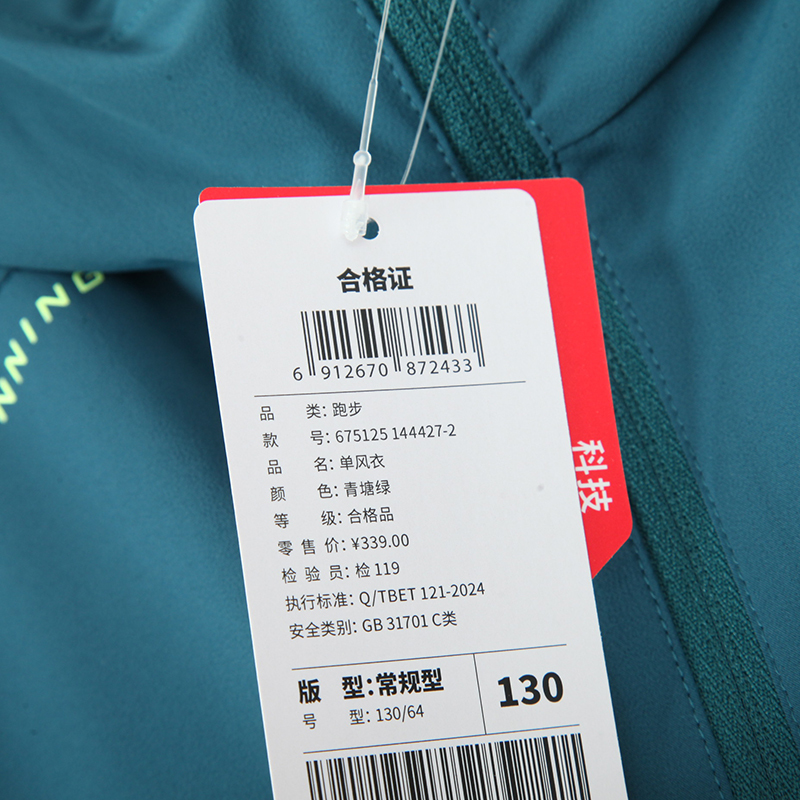 NNING
合格证
6 912670 872433
品 类：跑步
款 号：675125 144427-2
品 名：单风衣
颜 色：青塘绿
等 级：合格品
零 售 价：¥339.00
检 验 员：检 119
执行标准：Q/TBET 121-2024
安全类别：GB 31701 C类
版 型：常规型
号 型：130/64
130
科技